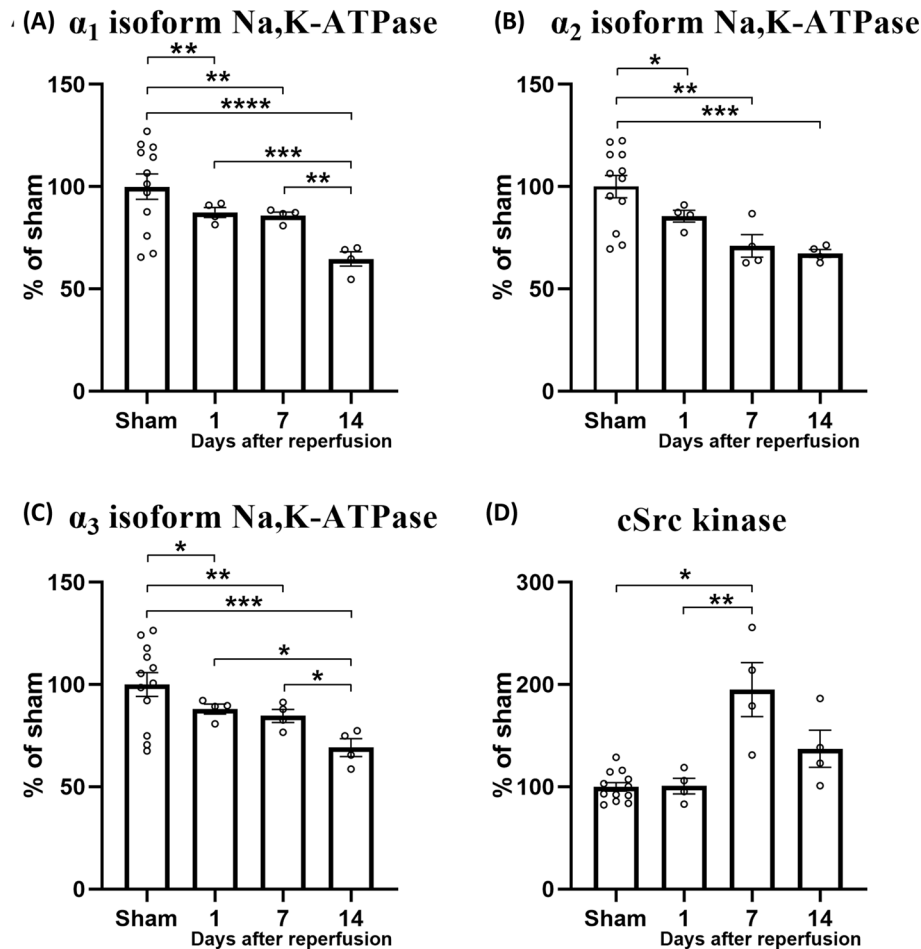 (A) α₁ isoform Na,K-ATPase
**
**
****
***
**
150
100
50
0
% of sham
Sham 1 7 14
Days after reperfusion
(B) α₂ isoform Na,K-ATPase
*
**
***
150
100
50
0
% of sham
Sham 1 7 14
Days after reperfusion
(C) α₃ isoform Na,K-ATPase
*
**
***
*
*
150
100
50
0
% of sham
Sham 1 7 14
Days after reperfusion
(D) cSrc kinase
*
**
300
200
100
0
% of sham
Sham 1 7 14
Days after reperfusion